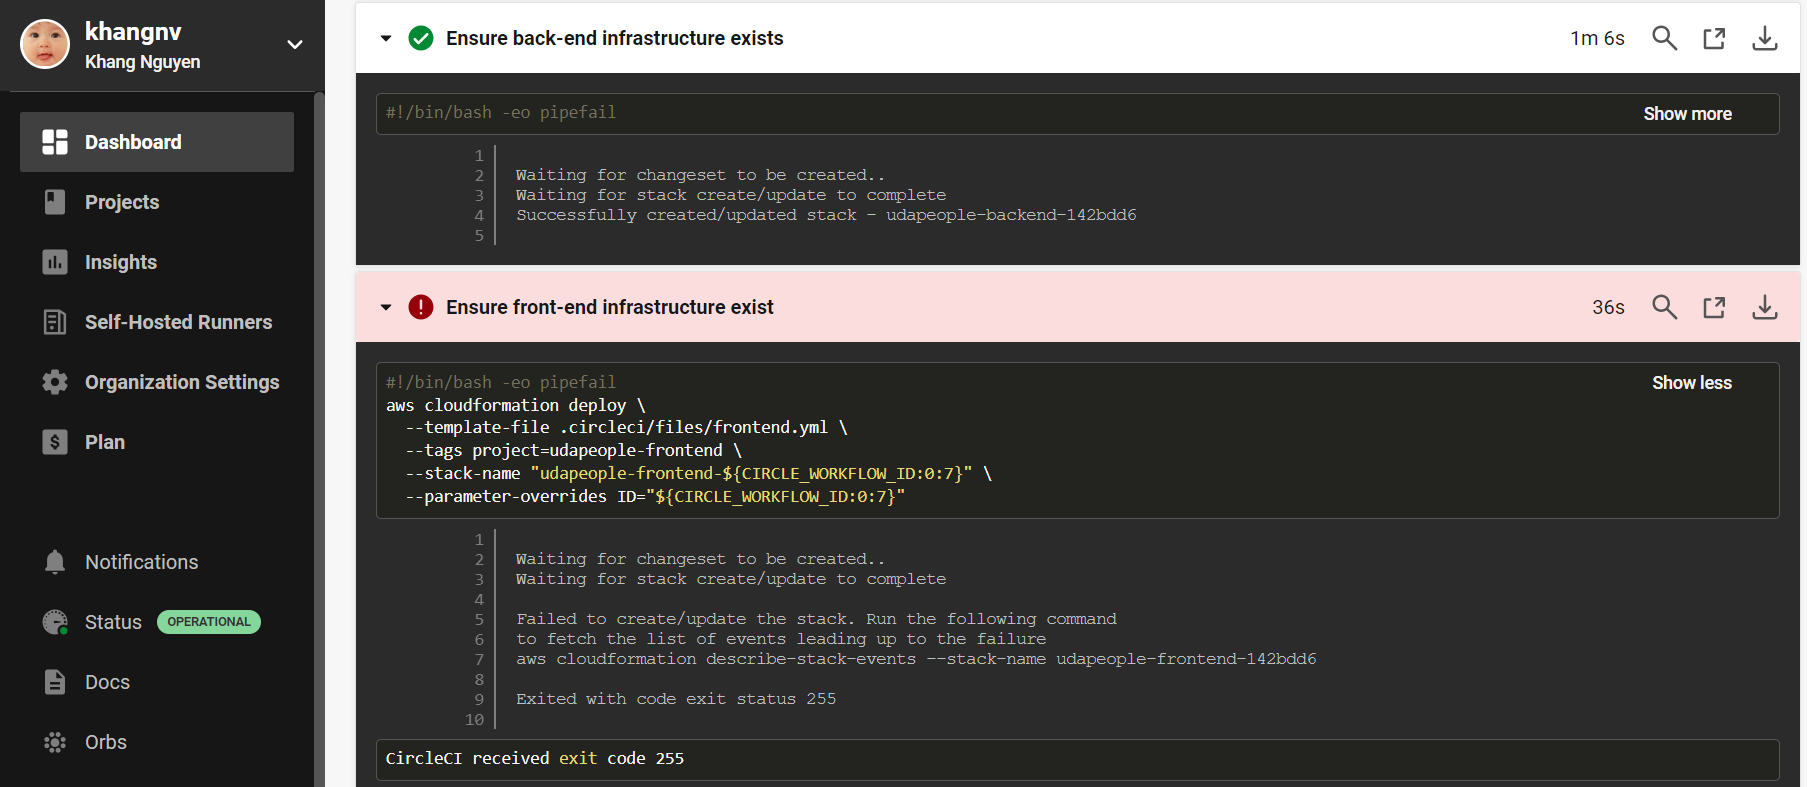 khangnv
Khang Nguyen
Dashboard
Projects
Insights
Self-Hosted Runners
Organization Settings
Plan
Notifications
Status OPERATIONAL
Docs
Orbs
Ensure back-end infrastructure exists 1m 6s
#!/bin/bash -eo pipefail Show more
1
2 Waiting for changeset to be created..
3 Waiting for stack create/update to complete
4 Successfully created/updated stack - udapeople-backend-142bdd6
5
Ensure front-end infrastructure exist 36s
#!/bin/bash -eo pipefail Show less
aws cloudformation deploy \
--template-file .circleci/files/frontend.yml \
--tags project=udapeople-frontend \
--stack-name "udapeople-frontend-${CIRCLE_WORKFLOW_ID:0:7}" \
--parameter-overrides ID="${CIRCLE_WORKFLOW_ID:0:7}"
1
2 Waiting for changeset to be created..
3 Waiting for stack create/update to complete
4
5 Failed to create/update the stack. Run the following command
6 to fetch the list of events leading up to the failure
7 aws cloudformation describe-stack-events --stack-name udapeople-frontend-142bdd6
8
9 Exited with code exit status 255
10
CircleCI received exit code 255